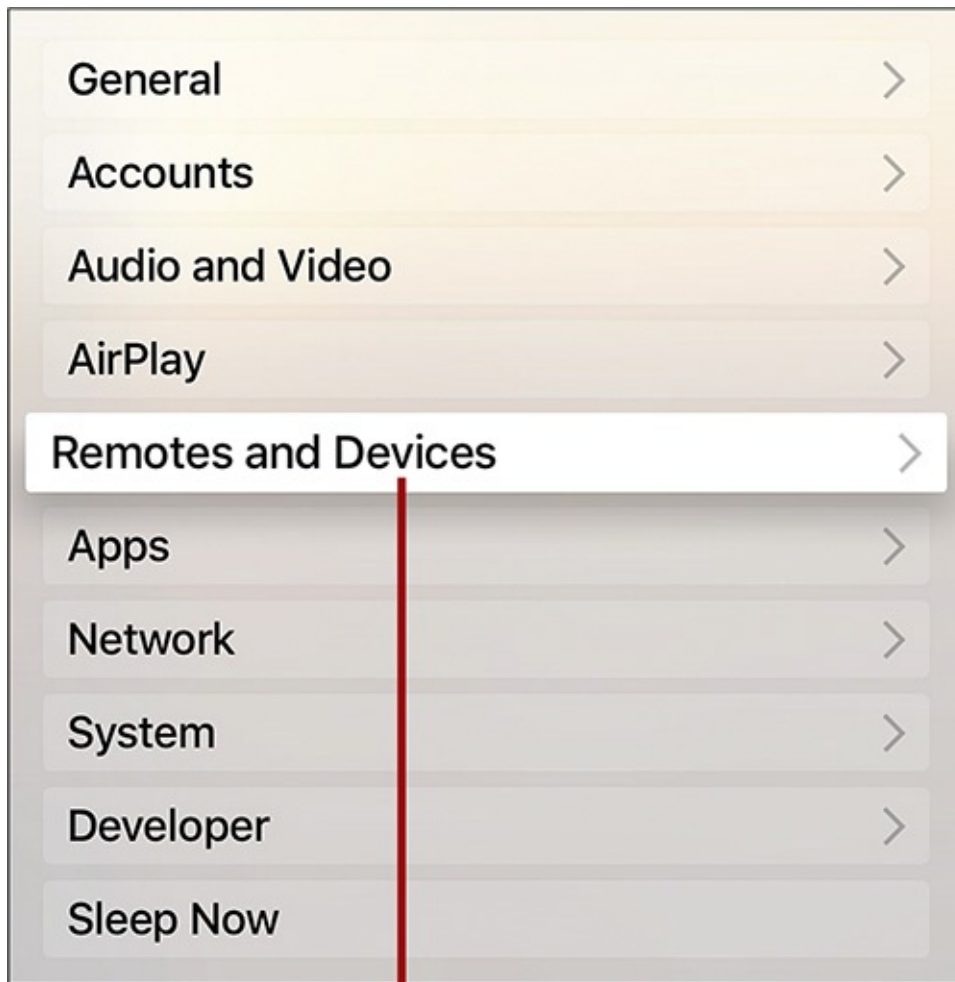 General
Accounts
Audio and Video
AirPlay
Remotes and Devices
Apps
Network
System
Developer
Sleep Now